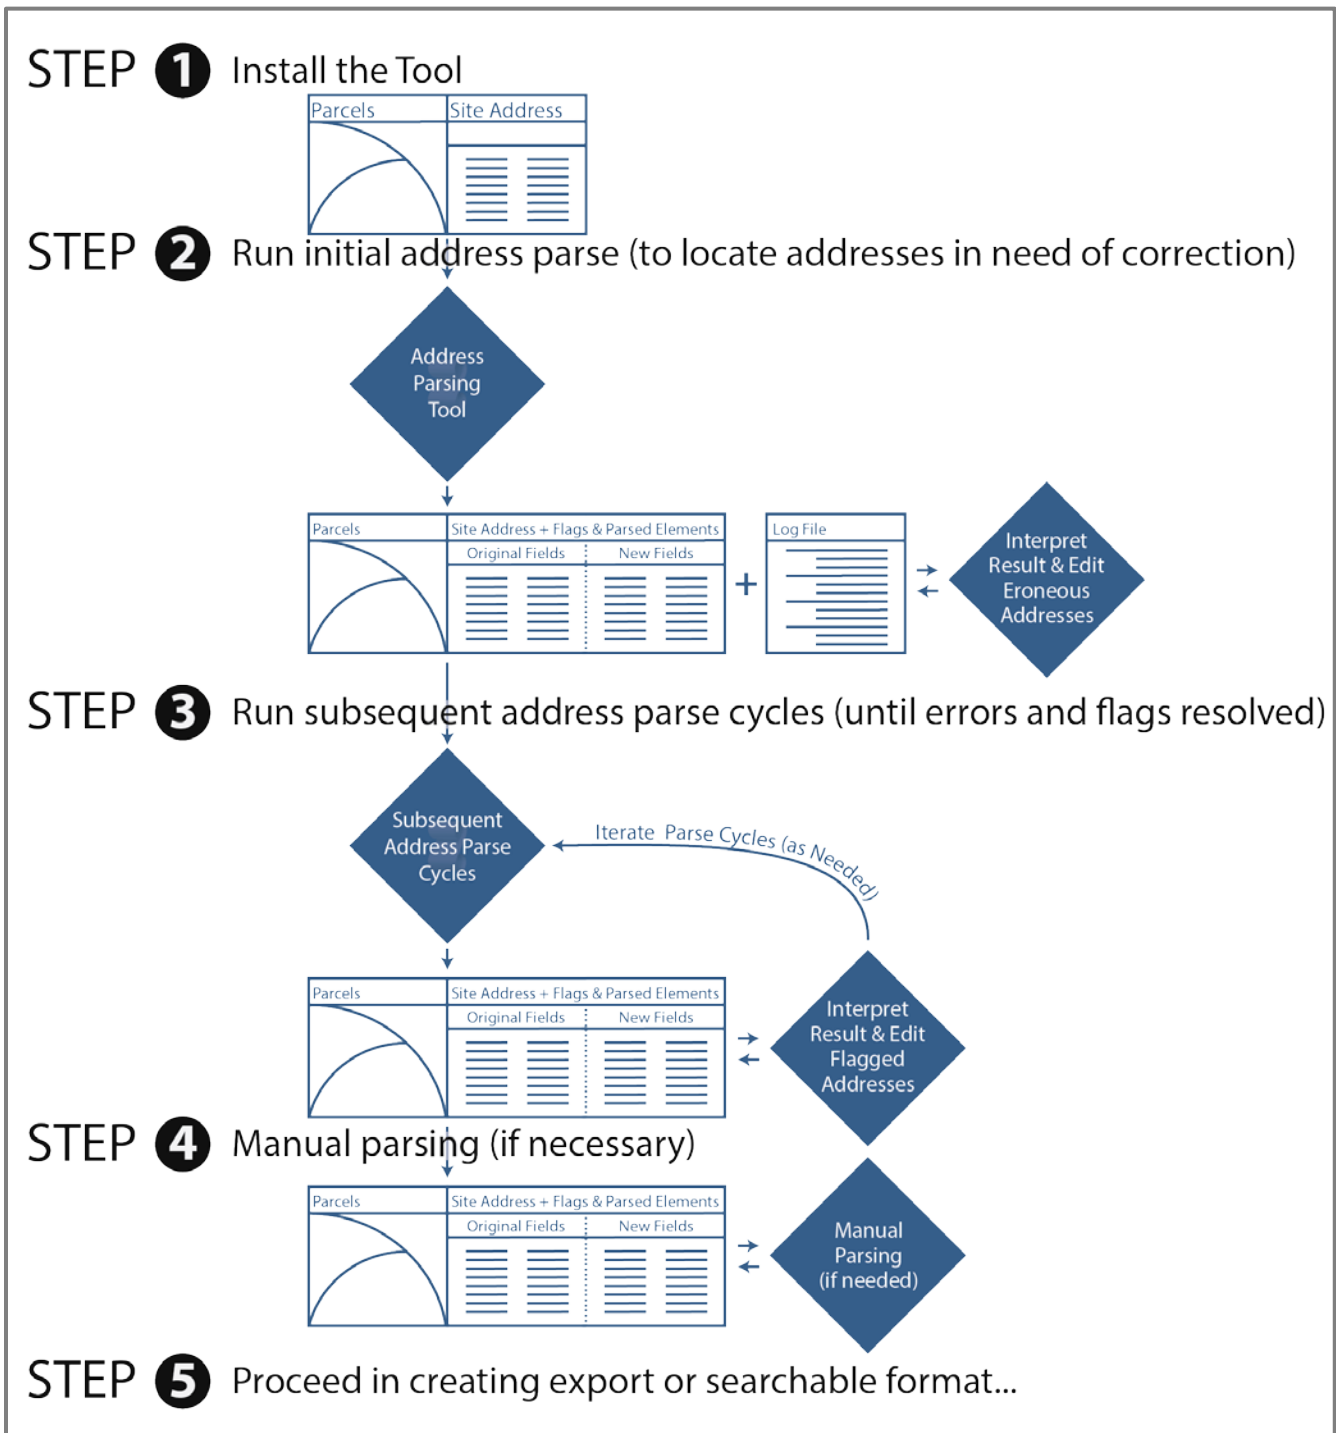 STEP 1 Install the Tool
Parcels Site Address
STEP 2 Run initial address parse (to locate addresses in need of correction)
Address
Parsing
Tool
Parcels Site Address + Flags & Parsed Elements
Original Fields New Fields
+
Log File
Interpret
Result & Edit
Eroneous
Addresses
STEP 3 Run subsequent address parse cycles (until errors and flags resolved)
Subsequent
Address Parse
Cycles
Iterate Parse Cycles (as Needed)
Parcels Site Address + Flags & Parsed Elements
Original Fields New Fields
Interpret
Result & Edit
Flagged
Addresses
STEP 4 Manual parsing (if necessary)
Parcels Site Address + Flags & Parsed Elements
Original Fields New Fields
Manual
Parsing
(if needed)
STEP 5 Proceed in creating export or searchable format...